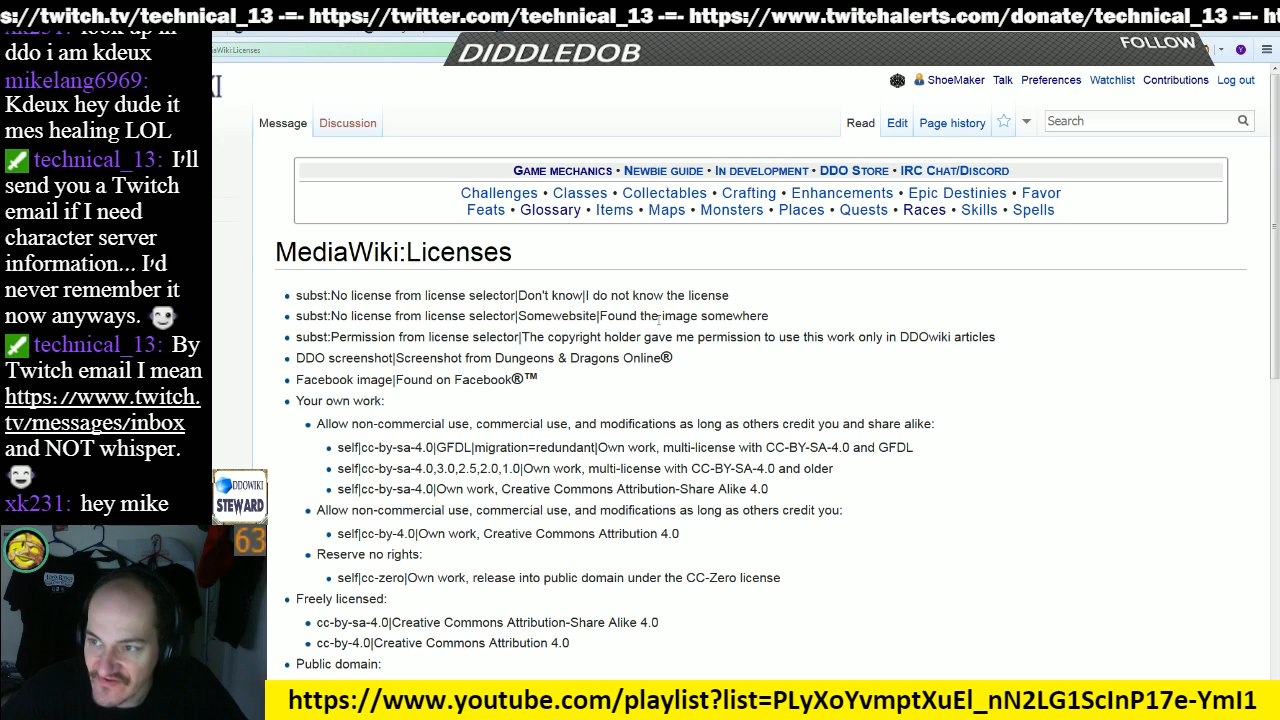 s://twitch.tv/technical_13 -=- https://twitter.com/technical_13 -=- https://www.twitchalerts.com/donate/technical_13 -=-
DIDDLEDOB
FOLLOW
aWiki:Licenses
ddo i am kdeux
mikelang6969:
Kdeux hey dude it
mes healing LOL
technical_13: I'll
send you a Twitch
email if I need
character server
information... I'd
never remember it
now anyways.
technical_13: By
Twitch email I mean
https://www.twitch.
tv/messages/inbox
and NOT whisper.
xk231: hey mike
DDOWIKI
STEWARD
63
KI
ShoeMaker Talk Preferences Watchlist Contributions Log out
Message Discussion Read Edit Page history Search
Game mechanics • Newbie guide • In development • DDO Store • IRC Chat/Discord
Challenges • Classes • Collectables • Crafting • Enhancements • Epic Destinies • Favor
Feats • Glossary • Items • Maps • Monsters • Places • Quests • Races • Skills • Spells
MediaWiki:Licenses
• subst:No license from license selector|Don't know|I do not know the license
• subst:No license from license selector|Somewebsite|Found the image somewhere
• subst:Permission from license selector|The copyright holder gave me permission to use this work only in DDOwiki articles
• DDO screenshot|Screenshot from Dungeons & Dragons Online®
• Facebook image|Found on Facebook®™
• Your own work:
• Allow non-commercial use, commercial use, and modifications as long as others credit you and share alike:
• self|cc-by-sa-4.0|GFDL|migration=redundant|Own work, multi-license with CC-BY-SA-4.0 and GFDL
• self|cc-by-sa-4.0,3.0,2.5,2.0,1.0|Own work, multi-license with CC-BY-SA-4.0 and older
• self|cc-by-sa-4.0|Own work, Creative Commons Attribution-Share Alike 4.0
• Allow non-commercial use, commercial use, and modifications as long as others credit you:
• self|cc-by-4.0|Own work, Creative Commons Attribution 4.0
• Reserve no rights:
• self|cc-zero|Own work, release into public domain under the CC-Zero license
• Freely licensed:
• cc-by-sa-4.0|Creative Commons Attribution-Share Alike 4.0
• cc-by-4.0|Creative Commons Attribution 4.0
• Public domain:
https://www.youtube.com/playlist?list=PLyXoYvmptXuEl_nN2LG1ScInP17e-YmI1